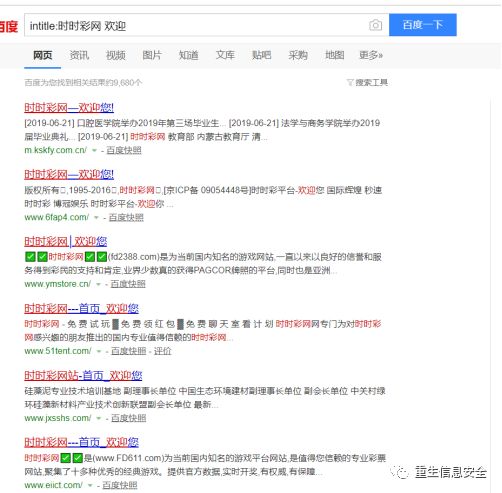 百度
intitle:时时彩网 欢迎
百度一下
网页 资讯 视频 图片 知道 文库 贴吧 采购 地图 更多»
百度为您找到相关结果约9,680个
搜索工具
时时彩网—欢迎您!
[2019-06-21] 口腔医学院举办2019年第三场毕业生... [2019-06-21] 法学与商务学院举办2019
届毕业典礼... [2019-06-21] 时时彩网 教育部 内蒙古教育厅 清...
m.kskfy.com.cn/ - 百度快照
时时彩网—欢迎您!
版权所有▯,1995-2016▯,时时彩网▯,[京ICP备 09054448号]时时彩平台-欢迎您 国际辉煌 秒速
时时彩 博冠娱乐 时时彩平台-欢迎你 ...
www.6fap4.com/ - 百度快照
时时彩网│欢迎您
✅✅时时彩网✅✅(fd2388.com)是为当前国内知名的游戏网站,一直以来以良好的信誉和服
务得到彩民的支持和肯定,业界少数真的获得PAGCOR牌照的平台,同时也是亚洲...
www.ymstore.cn/ - 百度快照
时时彩网---首页_欢迎您
时时彩网 - 免 费 试 玩 █ 免 费 领 红 包 █ 免 费 聊 天 室 看 计 划 时时彩网网专门为对时时彩
网感兴趣的朋友推出的国内专业值得信赖的时时彩网...
www.51tent.com/ - 百度快照 - 评价
时时彩网站-首页_欢迎您
硅藻泥专业技术培训基地 副理事长单位 中国生态环境建材副理事长单位 副会长单位 中关村绿
环硅藻新材料产业技术创新联盟副会长单位 最新...
www.jxsshs.com/ - 百度快照
时时彩网---首页_欢迎您
时时彩网✅✅是(www.FD611.com)为当前国内知名的游戏平台网站,是值得您信赖的专业彩票
网站,聚集了十多种优秀的经典游戏。提供官方数据,实时开奖,有权威,有保障...
www.eiict.com/ - 百度快照
重生信息安全